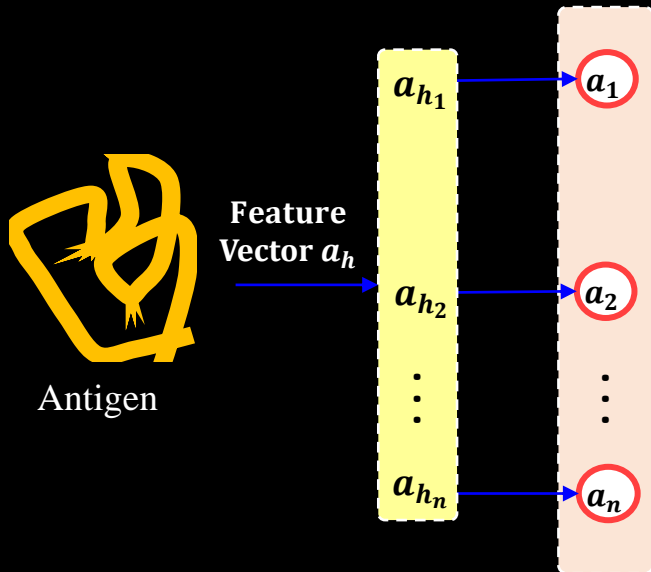 a_{h_1}
a_1
Feature
Vector a_h
a_{h_2}
a_2
⋮
⋮
Antigen
a_{h_n}
a_n